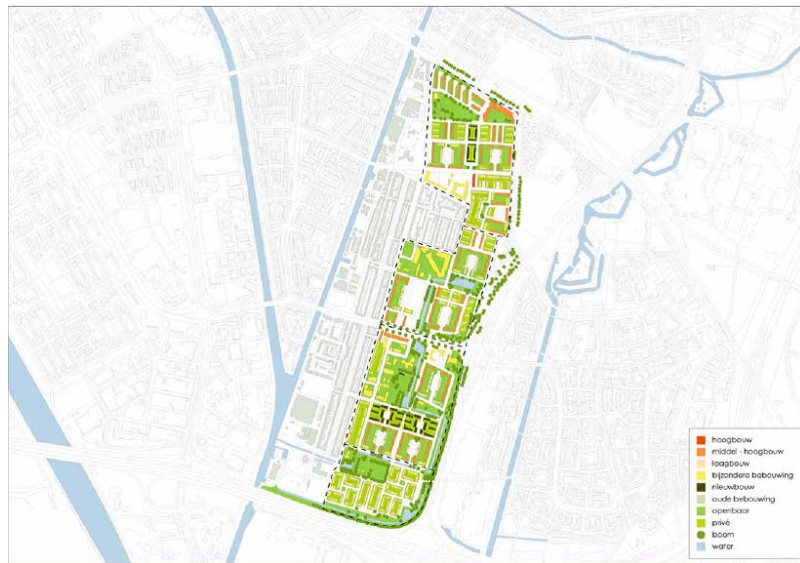 hoogbouw
middel - hoogbouw
laagbouw
bijzondere bebouwing
nieuwbouw
oude bebouwing
openbaar
privé
boom
water